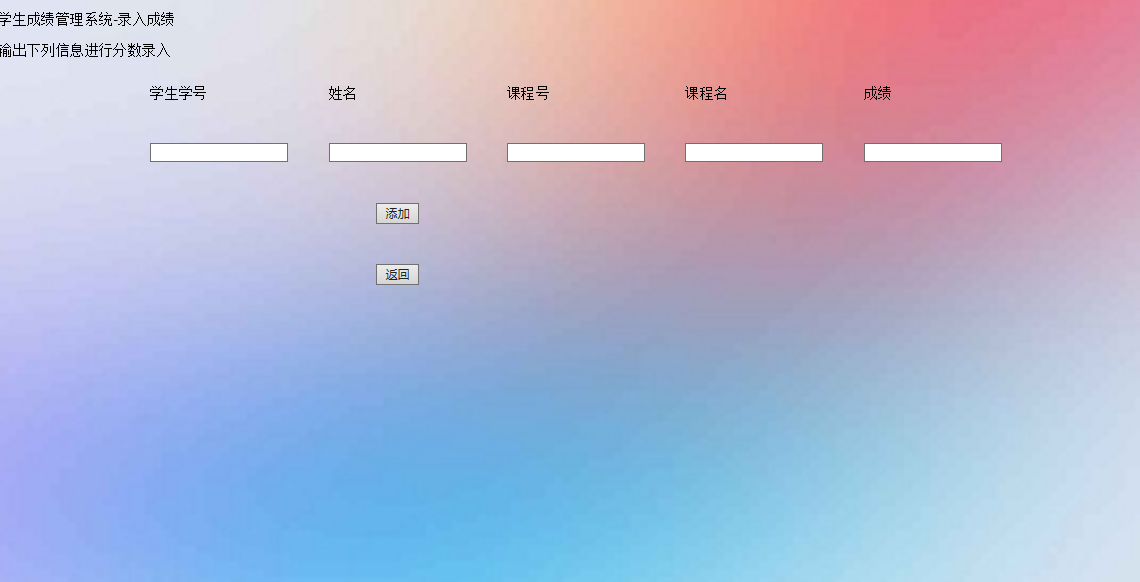 学生成绩管理系统-录入成绩
输出下列信息进行分数录入
学生学号 姓名 课程号 课程名 成绩
添加
返回